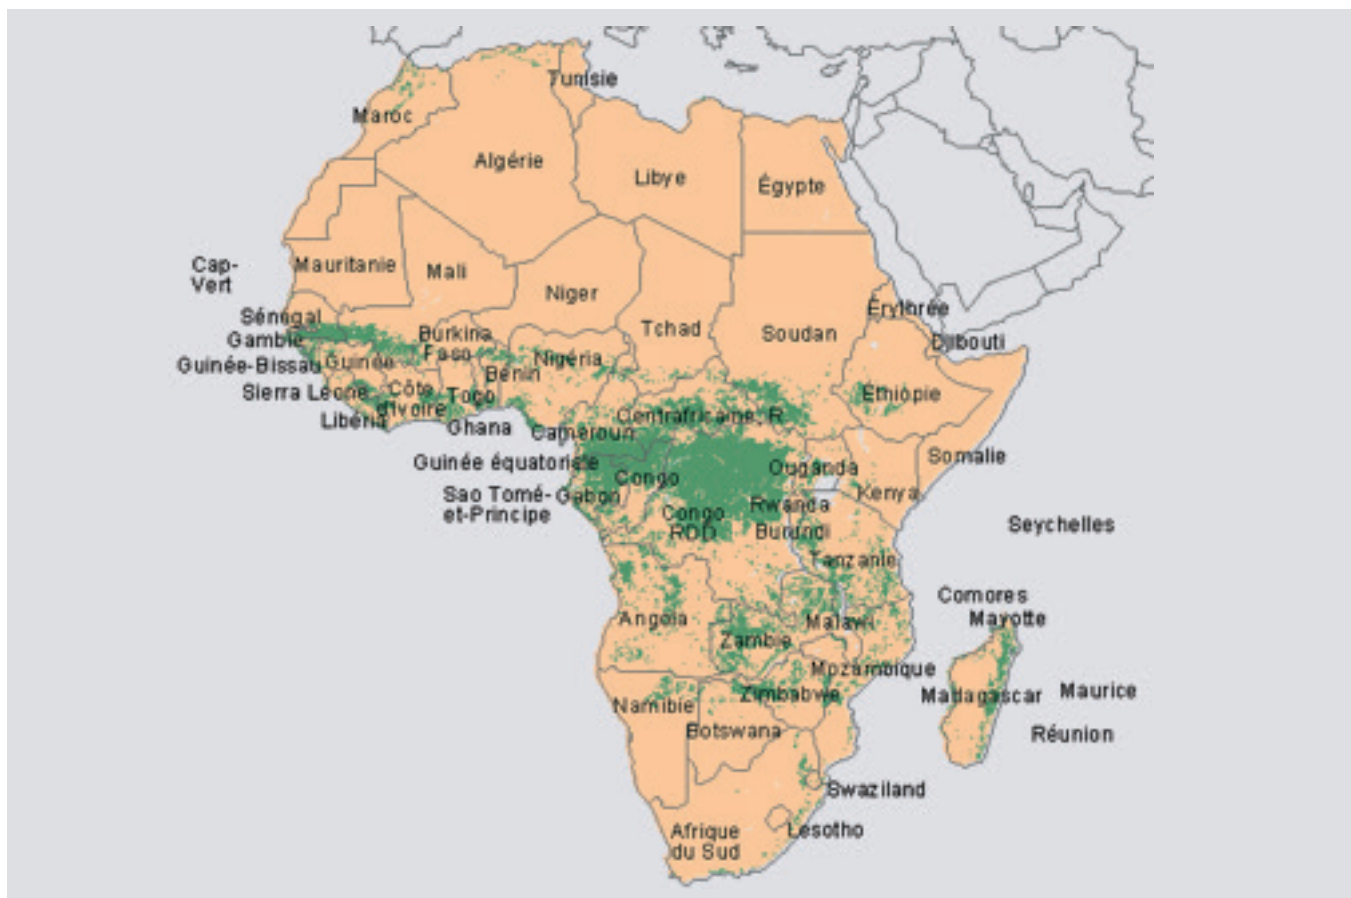 Tunisie
Maroc
Algérie
Libye
Égypte
Cap-
Vert
Mauritanie
Mali
Niger
Tchad
Soudan
Érythrée
Djibouti
Sénégal
Gambie
Guinée-Bissau
Guinée
Burkina
Faso
Nigéria
Bénin
Sierra Leone
Côte
d'Ivoire
Togo
Libéria
Ghana
Éthiopie
Centrafricaine, R
Cameroun
Guinée équatoriale
Congo
Ouganda
Somalie
Kenya
Sao Tomé-
et-Principe
Gabon
Congo
RDD
Rwanda
Burundi
Seychelles
Tanzanie
Comores
Mayotte
Angola
Malawi
Zambie
Mozambique
Zimbabwe
Madagascar
Maurice
Namibie
Botswana
Réunion
Swaziland
Afrique
du Sud
Lesotho